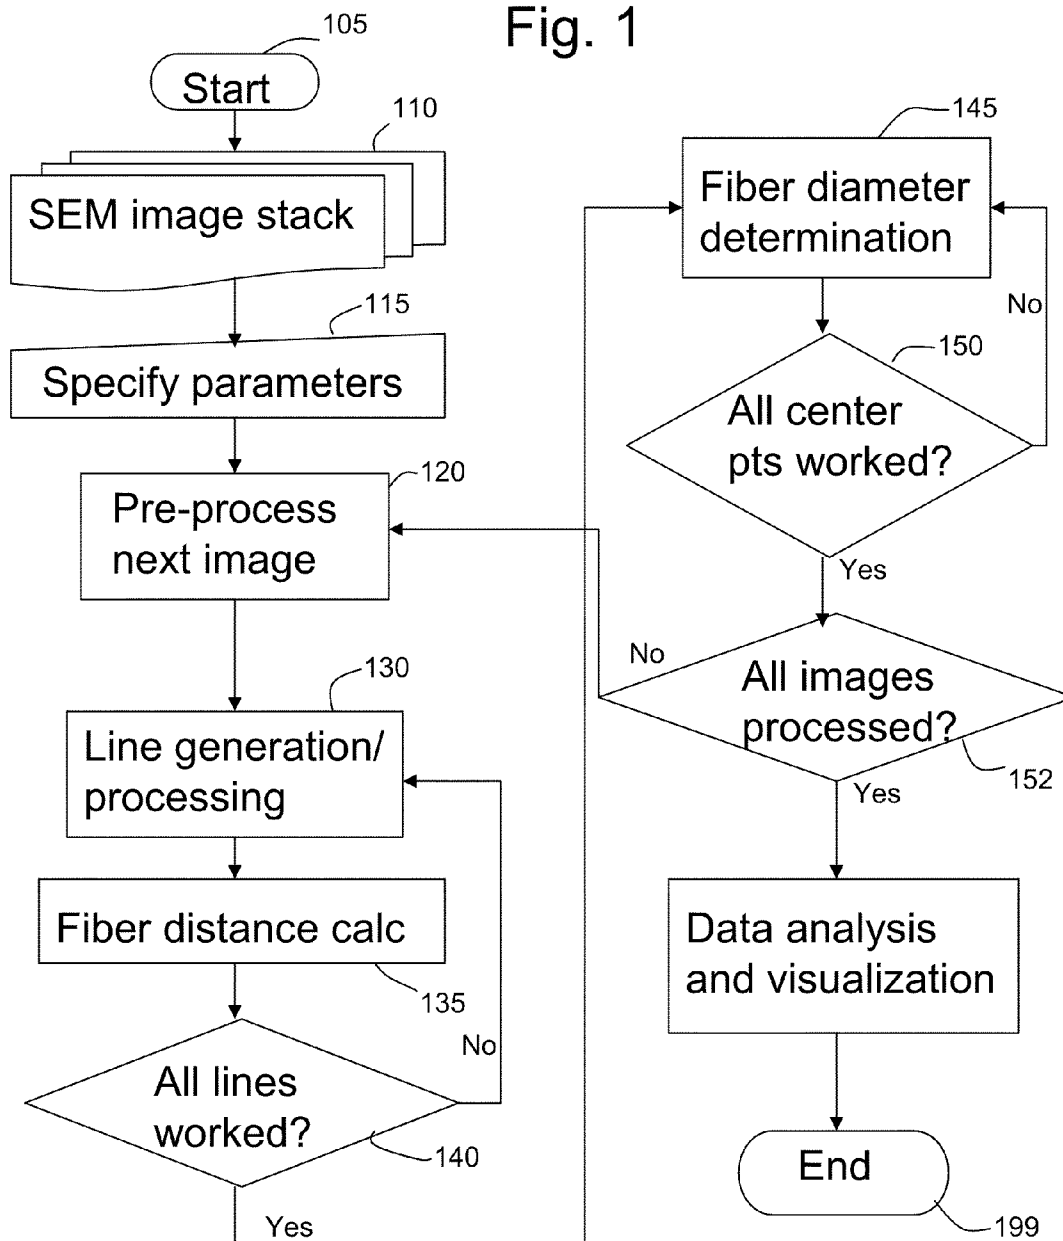 Fig. 1
105
Start
110
SEM image stack
115
Specify parameters
120
Pre-process
next image
130
Line generation/
processing
Fiber distance calc
135
No
All lines
worked?
140
Yes
145
Fiber diameter
determination
No
150
All center
pts worked?
Yes
No
All images
processed?
152
Yes
Data analysis
and visualization
End
199